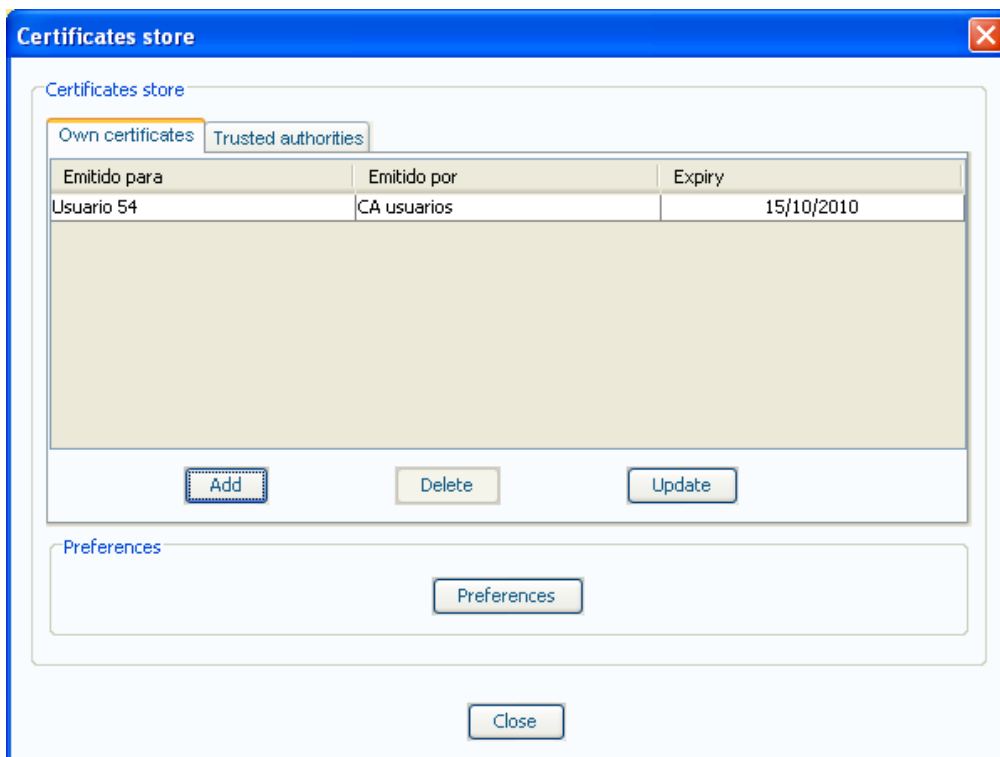 Certificates store
Certificates store
Own certificates Trusted authorities
Emitido para Emitido por Expiry
Usuario 54 CA usuarios 15/10/2010
Add Delete Update
Preferences
Preferences
Close